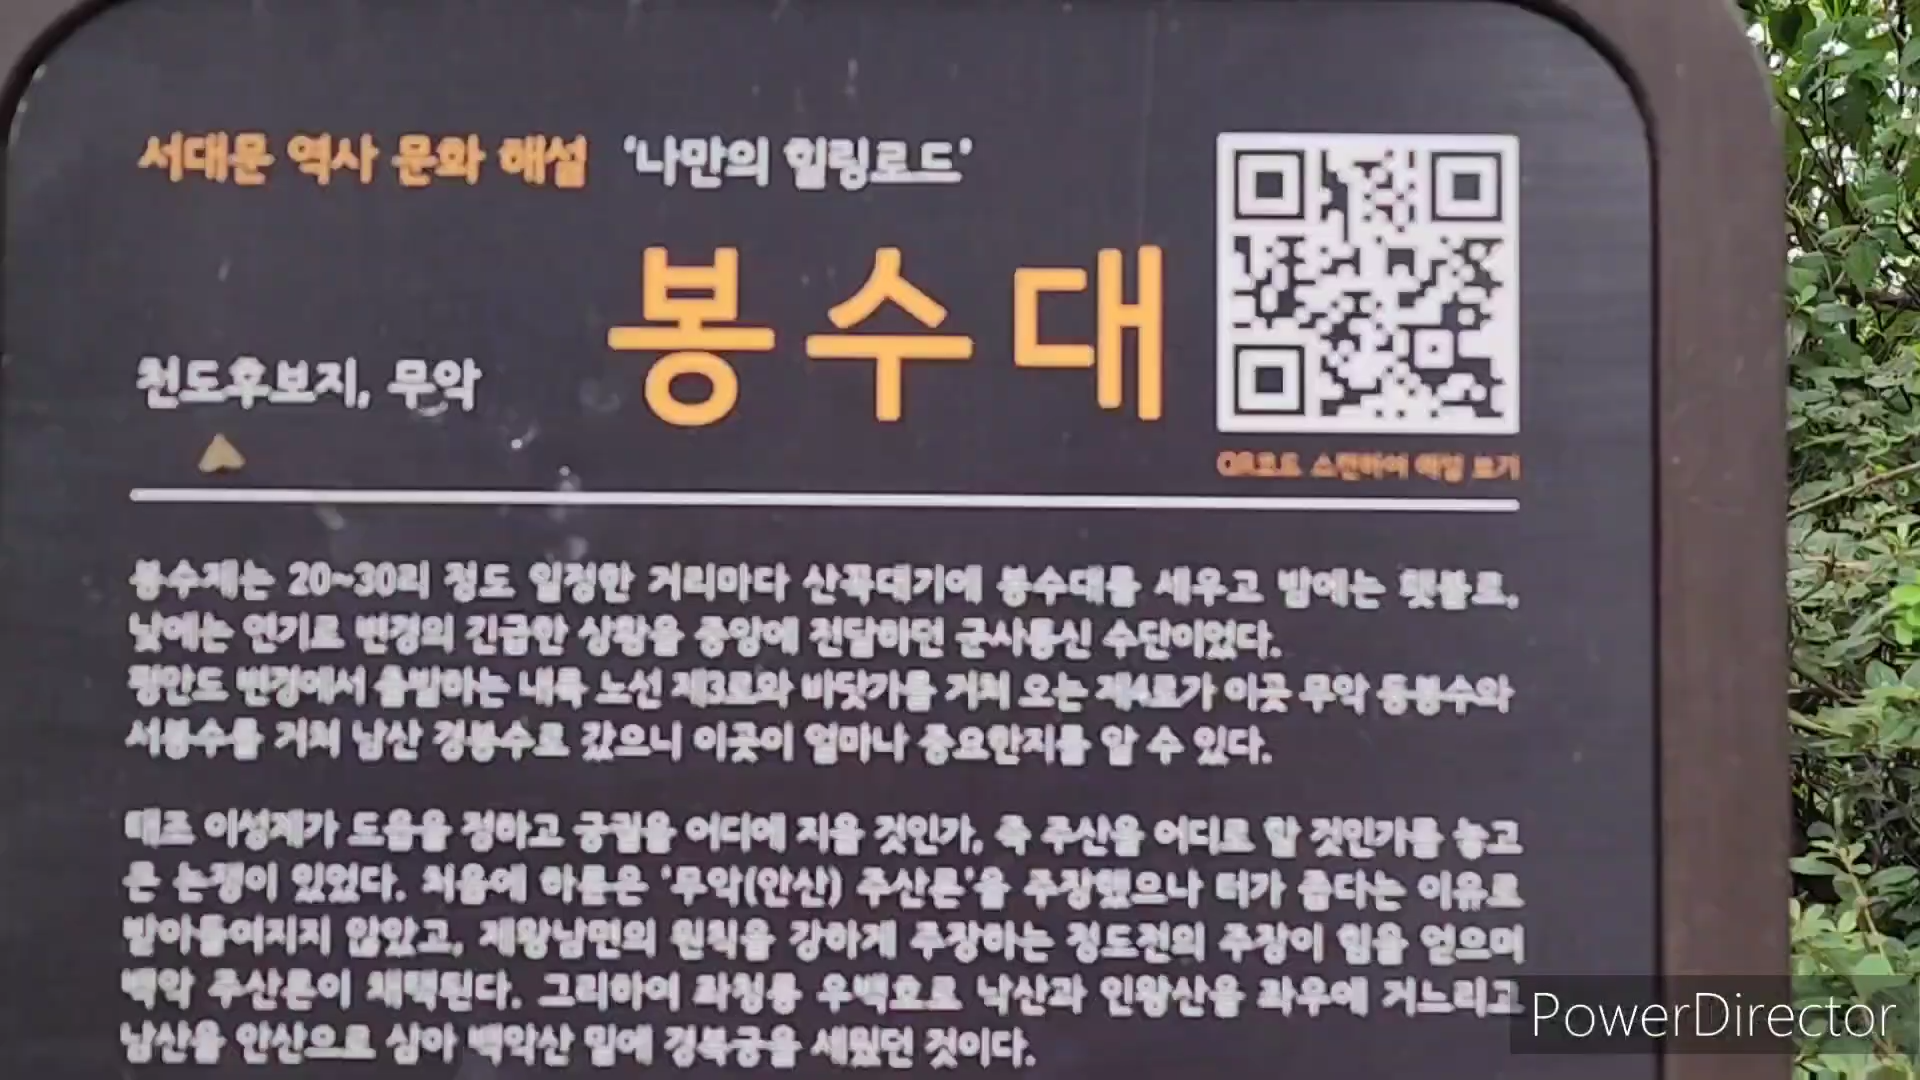 서대문 역사 문화 해설 '나만의 힐링로드'
봉수대
천도후보지, 무악
QR코드 스캔하여 해설 보기
봉수제는 20~30리 정도 일정한 거리마다 산꼭대기에 봉수대를 세우고 밤에는 횃불로,
낮에는 연기로 변경의 긴급한 상황을 중앙에 전달하던 군사통신 수단이었다.
평안도 변경에서 출발하는 내륙 노선 제3로와 바닷가를 거쳐 오는 제4로가 이곳 무악 동봉수와
서봉수를 거쳐 남산 경봉수로 갔으니 이곳이 얼마나 중요한지를 알 수 있다.
태조 이성계가 도읍을 정하고 궁궐을 어디에 지을 것인가, 즉 주산을 어디로 할 것인가를 놓고
큰 논쟁이 있었다. 처음에 하륜은 '무악(안산) 주산론'을 주장했으나 터가 좁다는 이유로
받아들여지지 않았고, 제왕남면의 원칙을 강하게 주장하는 정도전의 주장이 힘을 얻으며
백악 주산론이 채택된다. 그리하여 좌청룡 우백호로 낙산과 인왕산을 좌우에 거느리고
남산을 안산으로 삼아 백악산 밑에 경복궁을 세웠던 것이다.
PowerDirector